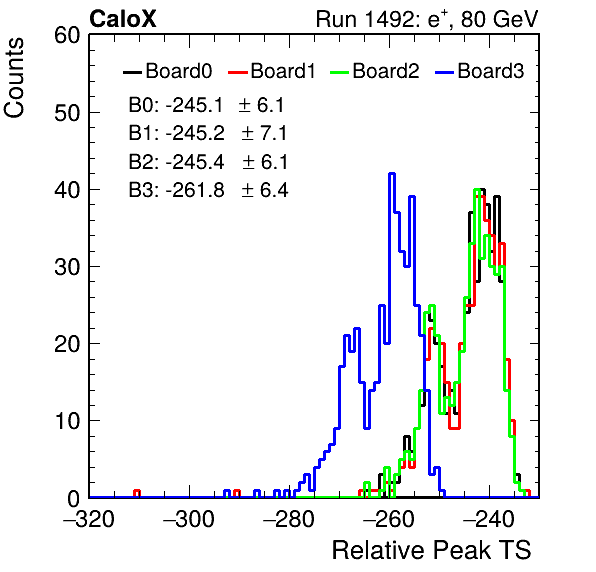 CaloX Run 1492: e+, 80 GeV
Counts
60
Board0 Board1 Board2 Board3
B0: -245.1 ± 6.1
50
B1: -245.2 ± 7.1
B2: -245.4 ± 6.1
B3: -261.8 ± 6.4
40
30
20
10
0
−320 −300 −280 −260 −240
Relative Peak TS